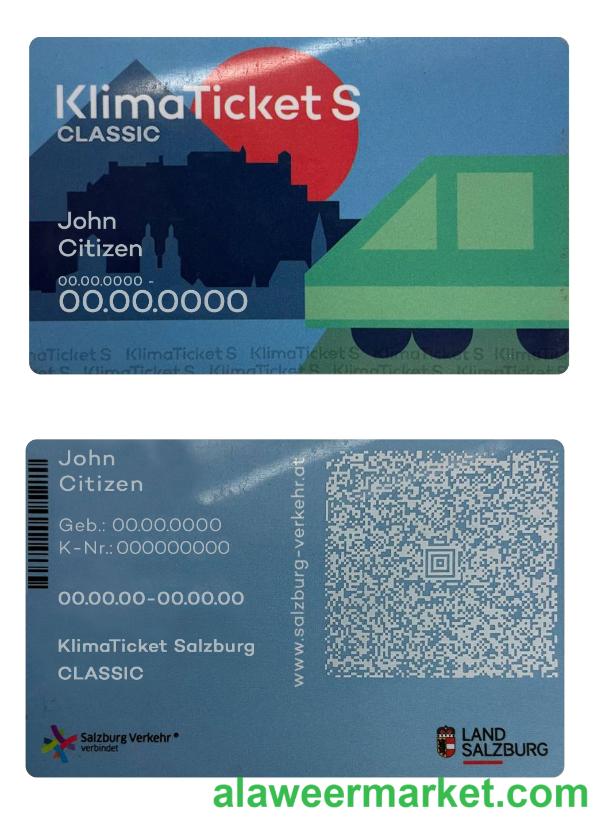 KlimaTicket S
CLASSIC
John
Citizen
00.00.0000 -
00.00.0000
naTicket S KlimaTicket S KlimaTicket S KlimaTicket S Klim
John
Citizen
Geb.: 00.00.0000
K-Nr.: 000000000
00.00.00-00.00.00
KlimaTicket Salzburg
CLASSIC
www.salzburg-verkehr.at
Salzburg Verkehr®
verbindet
LAND
SALZBURG
alaweermarket.com